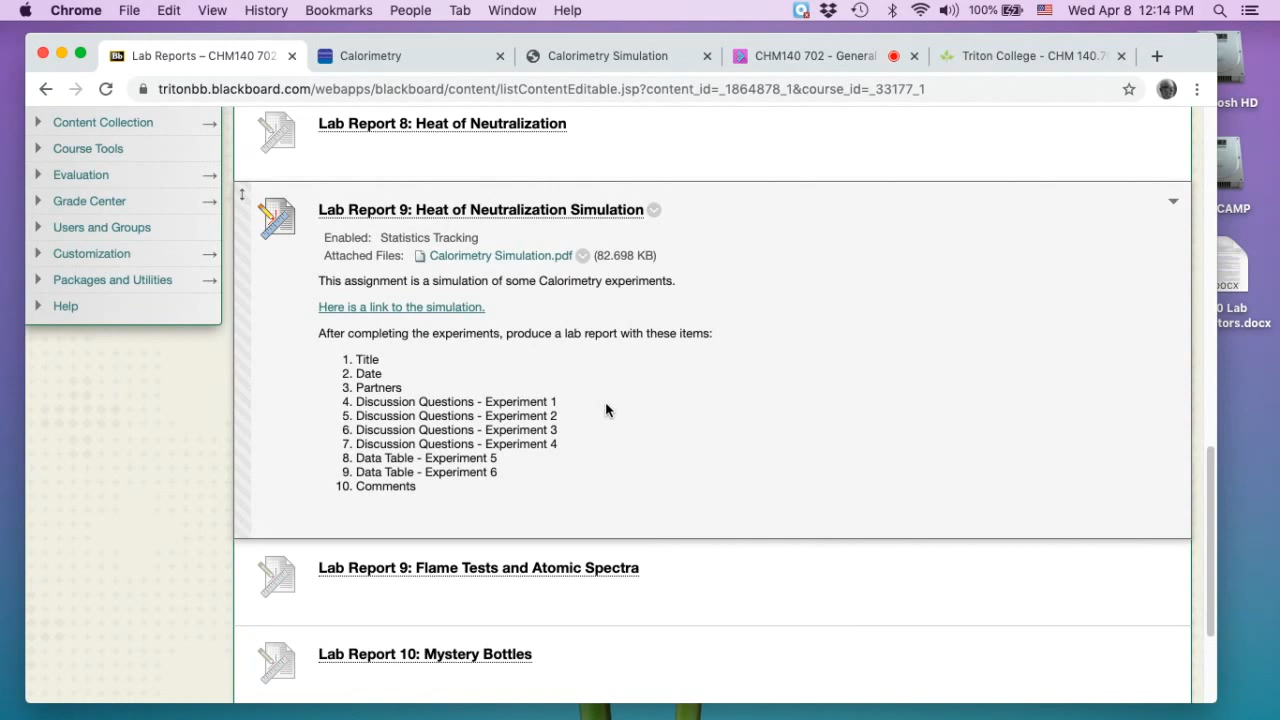 Chrome File Edit View History Bookmarks People Tab Window Help 100% Wed Apr 8 12:14 PM
Bb Lab Reports – CHM140 702 Calorimetry Calorimetry Simulation CHM140 702 - General Triton College - CHM 140.7
tritonbb.blackboard.com/webapps/blackboard/content/listContentEditable.jsp?content_id=_1864878_1&course_id=_33177_1
osh HD
Content Collection
Course Tools
Evaluation
Grade Center
Users and Groups
Customization
Packages and Utilities
Help
Lab Report 8: Heat of Neutralization
Lab Report 9: Heat of Neutralization Simulation
Enabled: Statistics Tracking
Attached Files: Calorimetry Simulation.pdf (82.698 KB)
This assignment is a simulation of some Calorimetry experiments.
Here is a link to the simulation.
After completing the experiments, produce a lab report with these items:
1. Title
2. Date
3. Partners
4. Discussion Questions - Experiment 1
5. Discussion Questions - Experiment 2
6. Discussion Questions - Experiment 3
7. Discussion Questions - Experiment 4
8. Data Table - Experiment 5
9. Data Table - Experiment 6
10. Comments
Lab Report 9: Flame Tests and Atomic Spectra
Lab Report 10: Mystery Bottles
CAMP
OCX
0 Lab
tors.docx